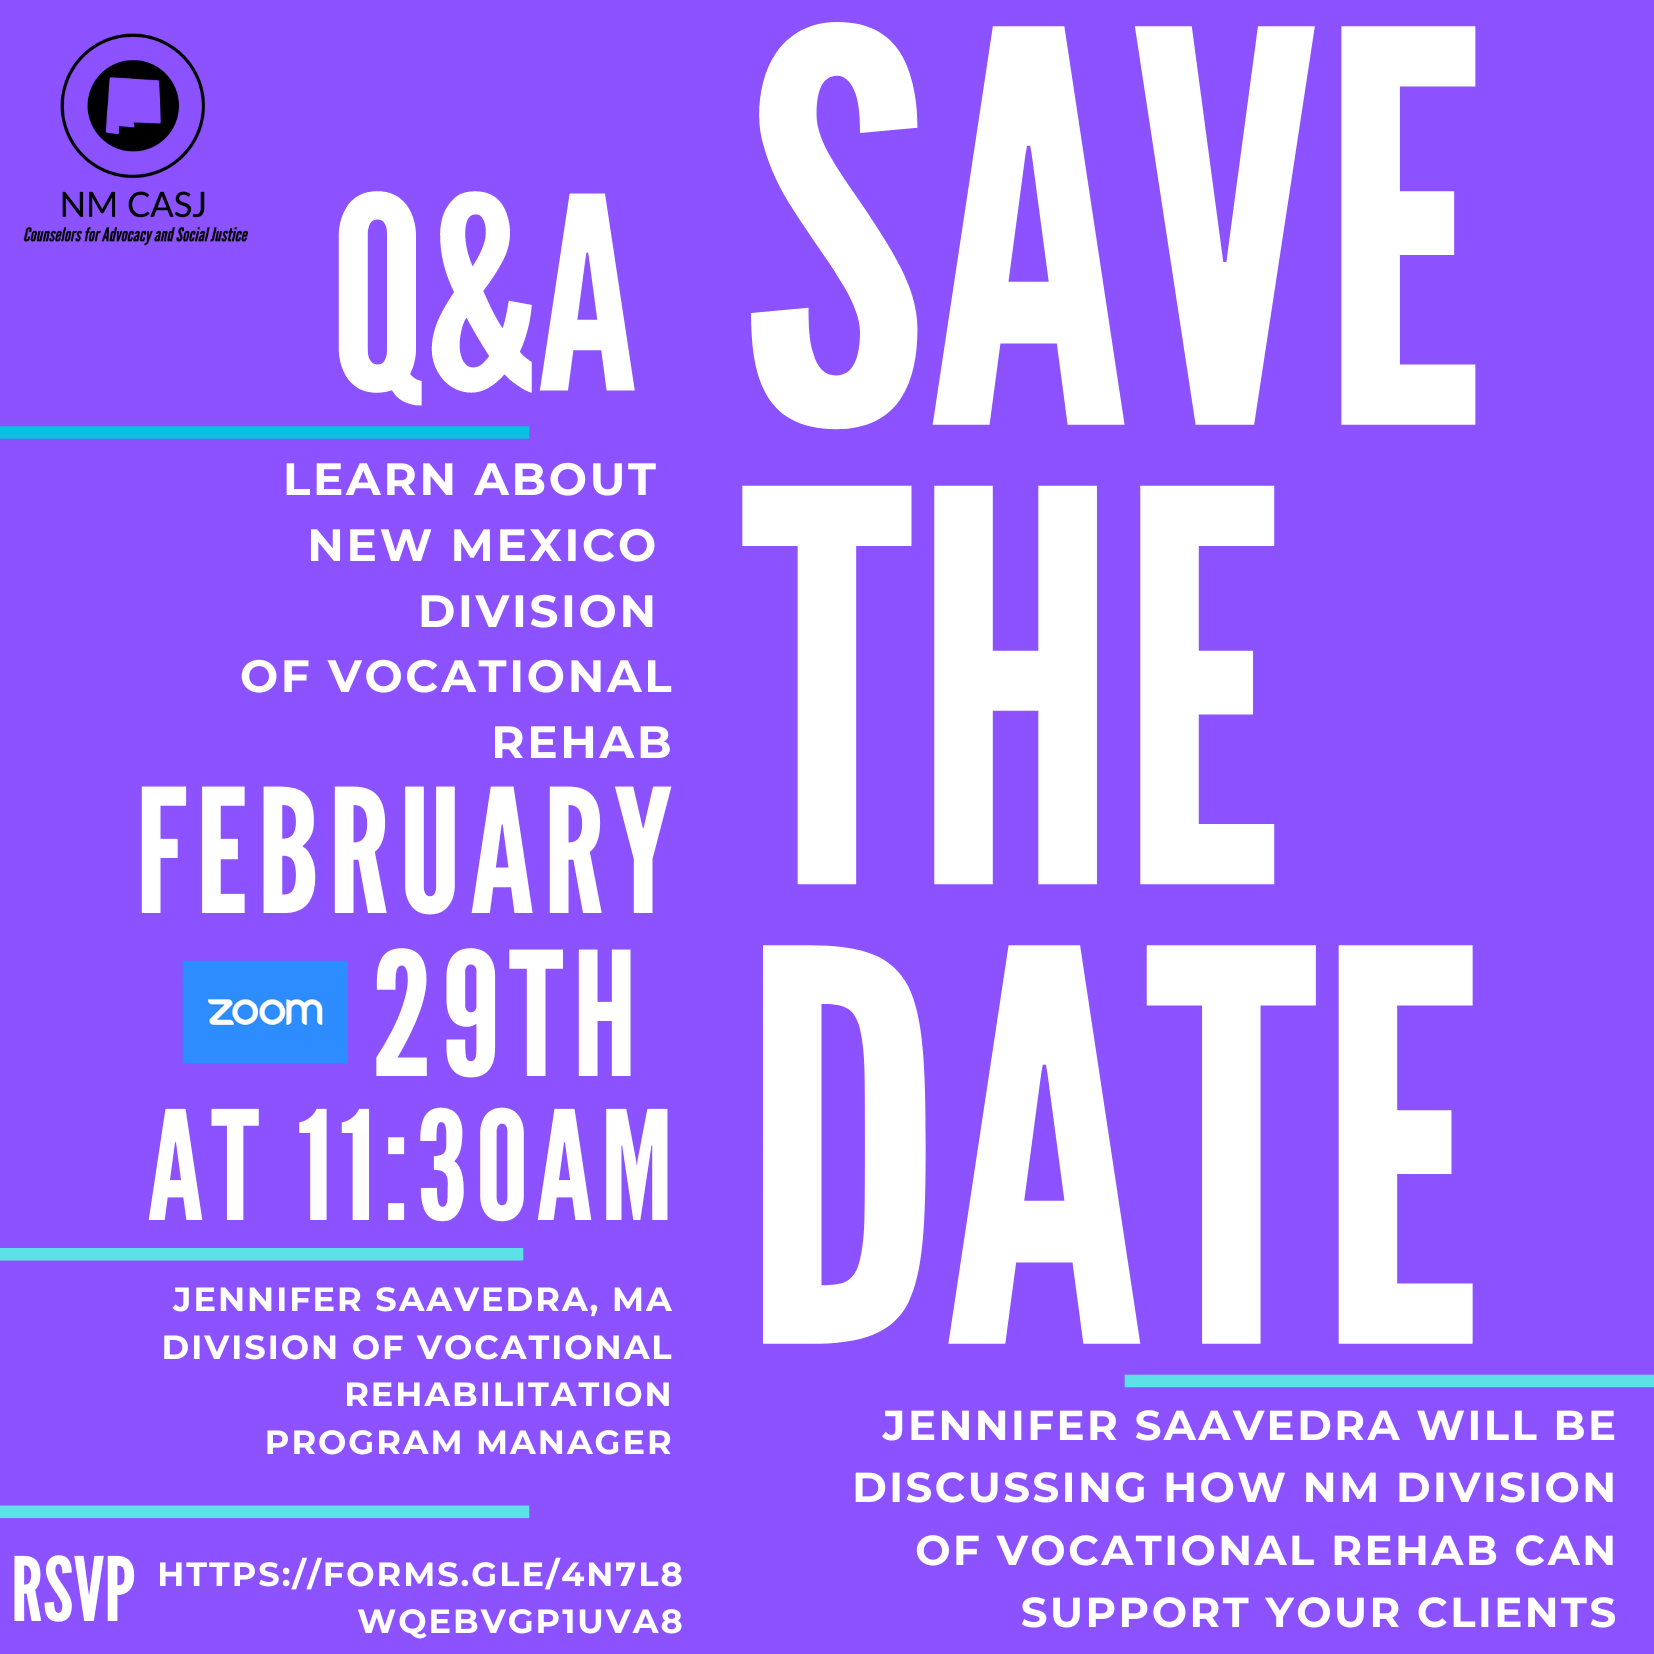 NM CASJ
Counselors for Advocacy and Social Justice
Q&A
LEARN ABOUT
NEW MEXICO
DIVISION
OF VOCATIONAL
REHAB
FEBRUARY
zoom 29TH
AT 11:30AM
JENNIFER SAAVEDRA, MA
DIVISION OF VOCATIONAL
REHABILITATION
PROGRAM MANAGER
RSVP HTTPS://FORMS.GLE/4N7L8
WQEBVGP1UVA8
SAVE
THE
DATE
JENNIFER SAAVEDRA WILL BE
DISCUSSING HOW NM DIVISION
OF VOCATIONAL REHAB CAN
SUPPORT YOUR CLIENTS